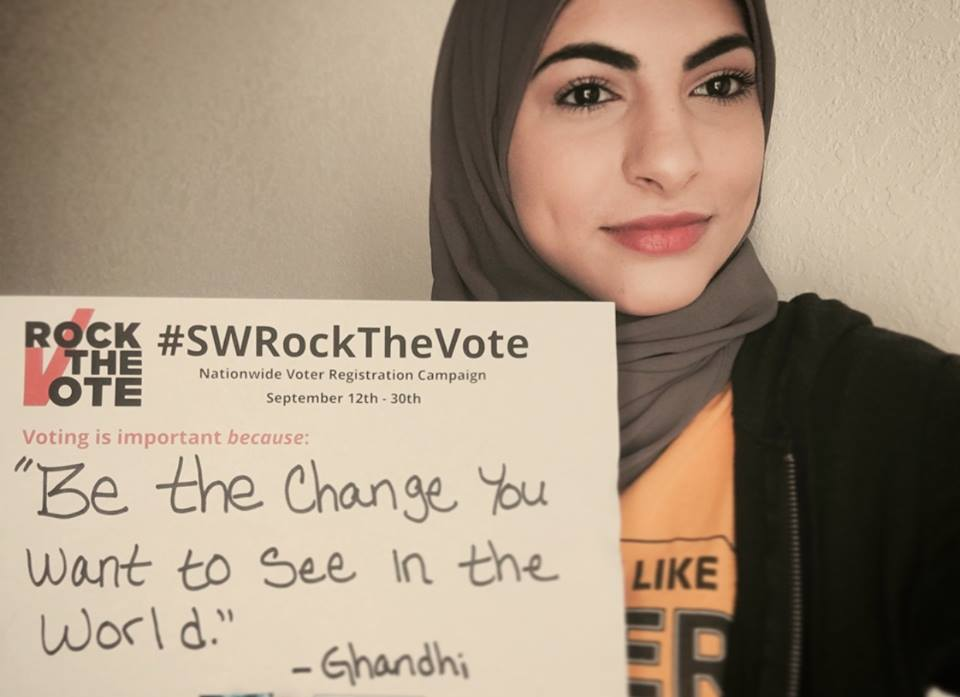 ROCK
THE
VOTE
#SWRockTheVote
Nationwide Voter Registration Campaign
September 12th - 30th
Voting is important because:
"Be the Change You
want to See in the
World."
- Ghandhi
LIKE
ER